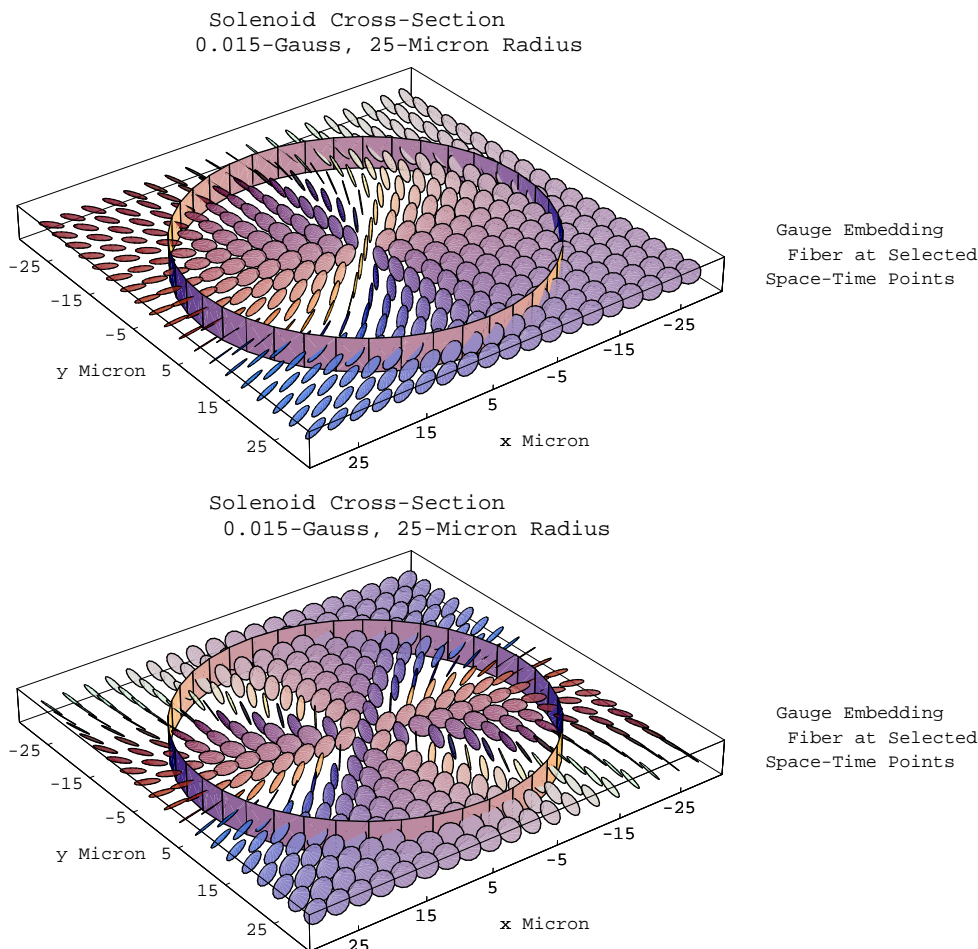 Solenoid Cross-Section
0.015-Gauss, 25-Micron Radius
Gauge Embedding
Fiber at Selected
Space-Time Points
-25
-15
-5
y Micron 5
15
25
-25
-15
-5
5
x Micron
15
25
Solenoid Cross-Section
0.015-Gauss, 25-Micron Radius
Gauge Embedding
Fiber at Selected
Space-Time Points
-25
-15
-5
y Micron 5
15
25
-25
-15
-5
5
x Micron
15
25